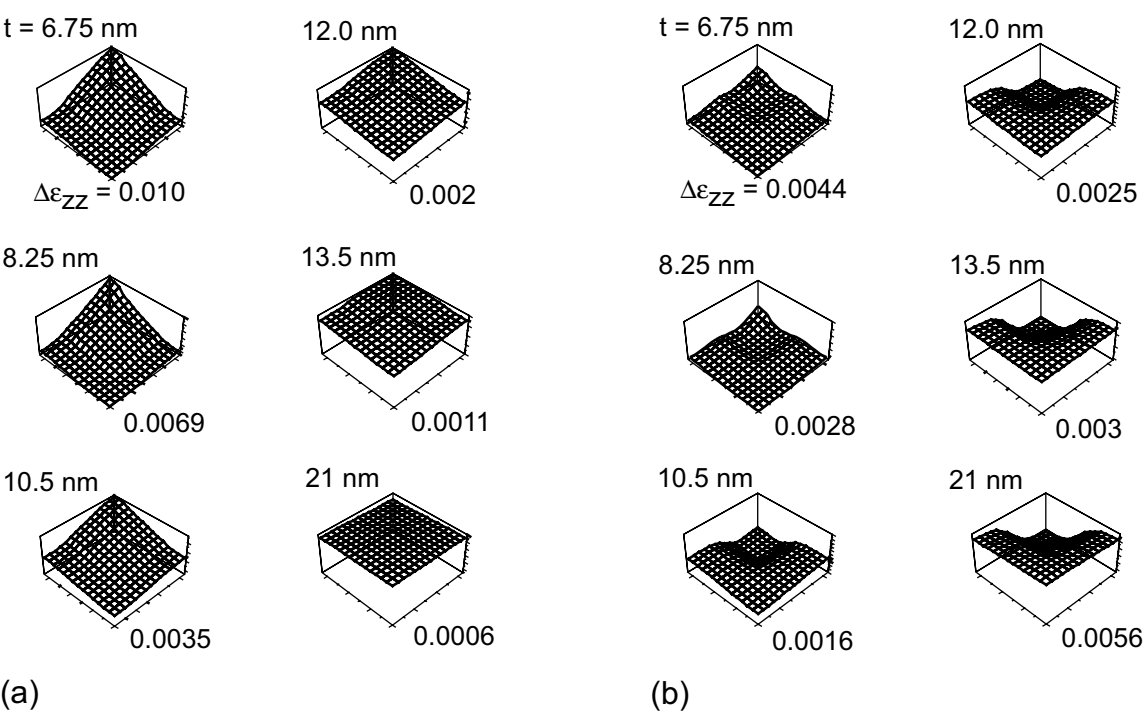 t = 6.75 nm
12.0 nm
Δεzz = 0.010
0.002
8.25 nm
13.5 nm
0.0069
0.0011
10.5 nm
21 nm
0.0035
0.0006
(a)
t = 6.75 nm
12.0 nm
Δεzz = 0.0044
0.0025
8.25 nm
13.5 nm
0.0028
0.003
10.5 nm
21 nm
0.0016
0.0056
(b)